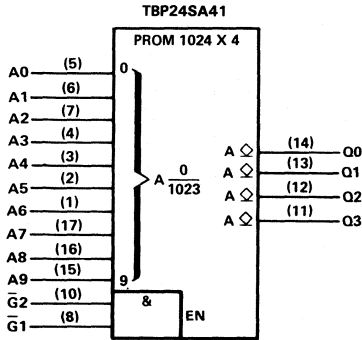 TBP24SA41
PROM 1024 X 4
A0 (5) 0
A1 (6)
A2 (7)
A3 (4)
A4 (3)
A5 (2)
A6 (1)
A7 (17)
A8 (16)
A9 (15) 9
G̅2 (10)
G̅1 (8)
A 0
1023
A (14) Q0
A (13) Q1
A (12) Q2
A (11) Q3
&
EN